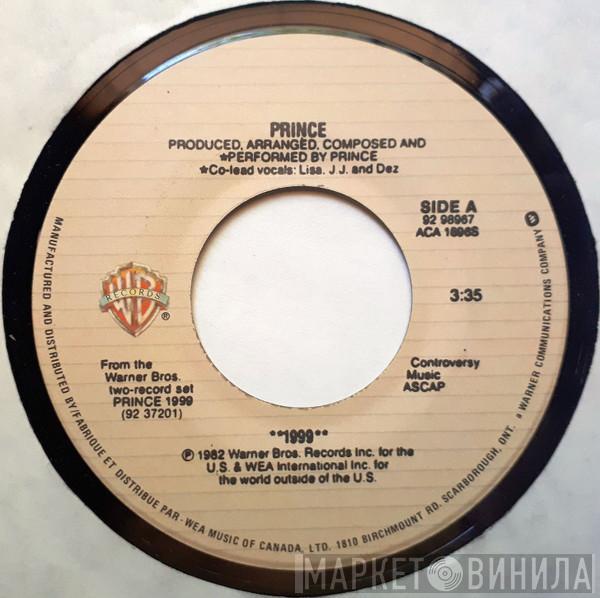 PRINCE
PRODUCED, ARRANGED, COMPOSED AND
★PERFORMED BY PRINCE
★Co-lead vocals: Lisa, J.J. and Dez
SIDE A
92 98967
ACA 1896S
WB
RECORDS
®
3:35
From the
Warner Bros.
two-record set
PRINCE 1999
(92 37201)
Controversy
Music
ASCAP
**1999**
℗ 1982 Warner Bros. Records Inc. for the
U.S. & WEA International Inc. for
the world outside of the U.S.
MANUFACTURED AND DISTRIBUTED BY/FABRIQUE ET DISTRIBUE PAR - WEA MUSIC OF CANADA, LTD. 1810 BIRCHMOUNT RD. SCARBOROUGH, ONT. a WARNER COMMUNICATIONS COMPANY
МАРКЕТ ВИНИЛА